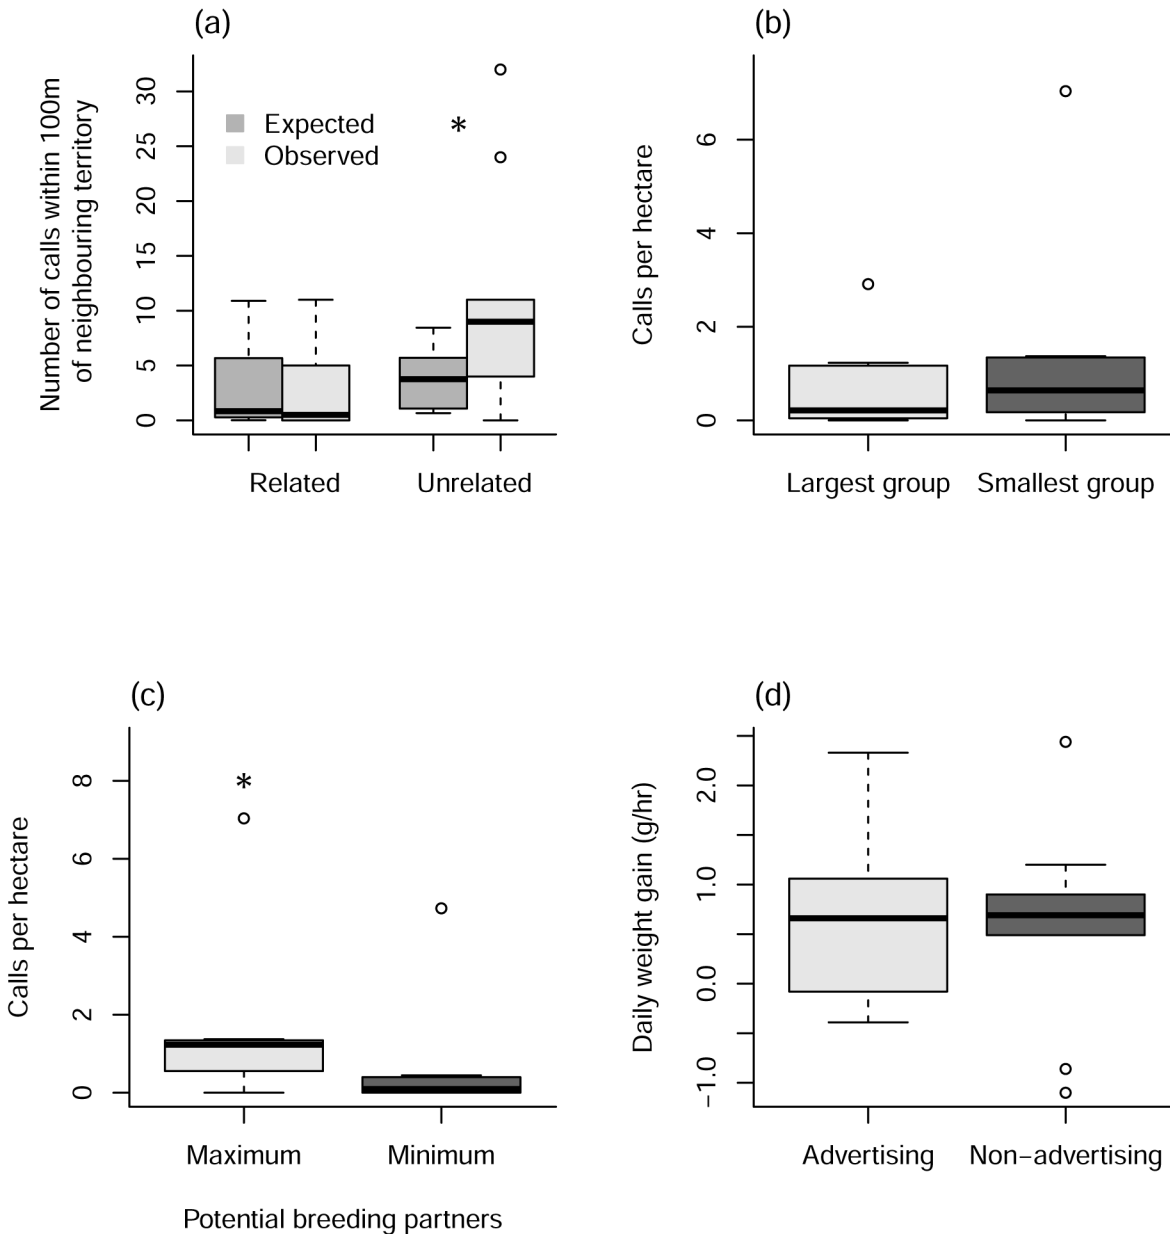 (a)
Number of calls within 100m
of neighbouring territory
30
25
20
15
10
5
0
Expected
Observed
*
Related
Unrelated
(b)
Calls per hectare
6
4
2
0
Largest group
Smallest group
(c)
Calls per hectare
8
6
4
2
0
*
Maximum
Minimum
Potential breeding partners
(d)
Daily weight gain (g/hr)
2.0
1.0
0.0
−1.0
Advertising
Non−advertising